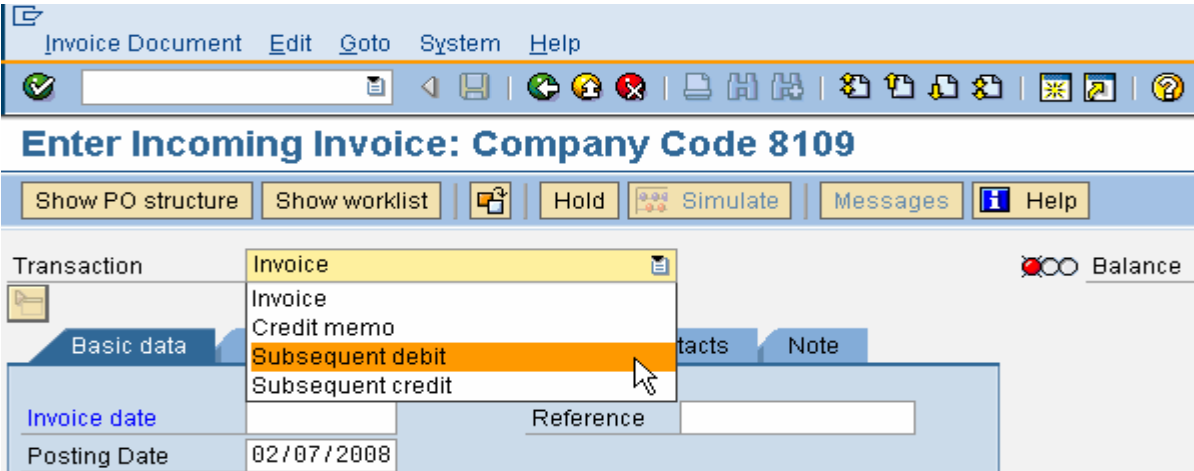 Invoice Document Edit Goto System Help
Enter Incoming Invoice: Company Code 8109
Show PO structure Show worklist Hold Simulate Messages Help
Transaction Invoice Balance
Invoice
Credit memo
Basic data tacts Note
Subsequent debit
Subsequent credit
Invoice date Reference
Posting Date 02/07/2008